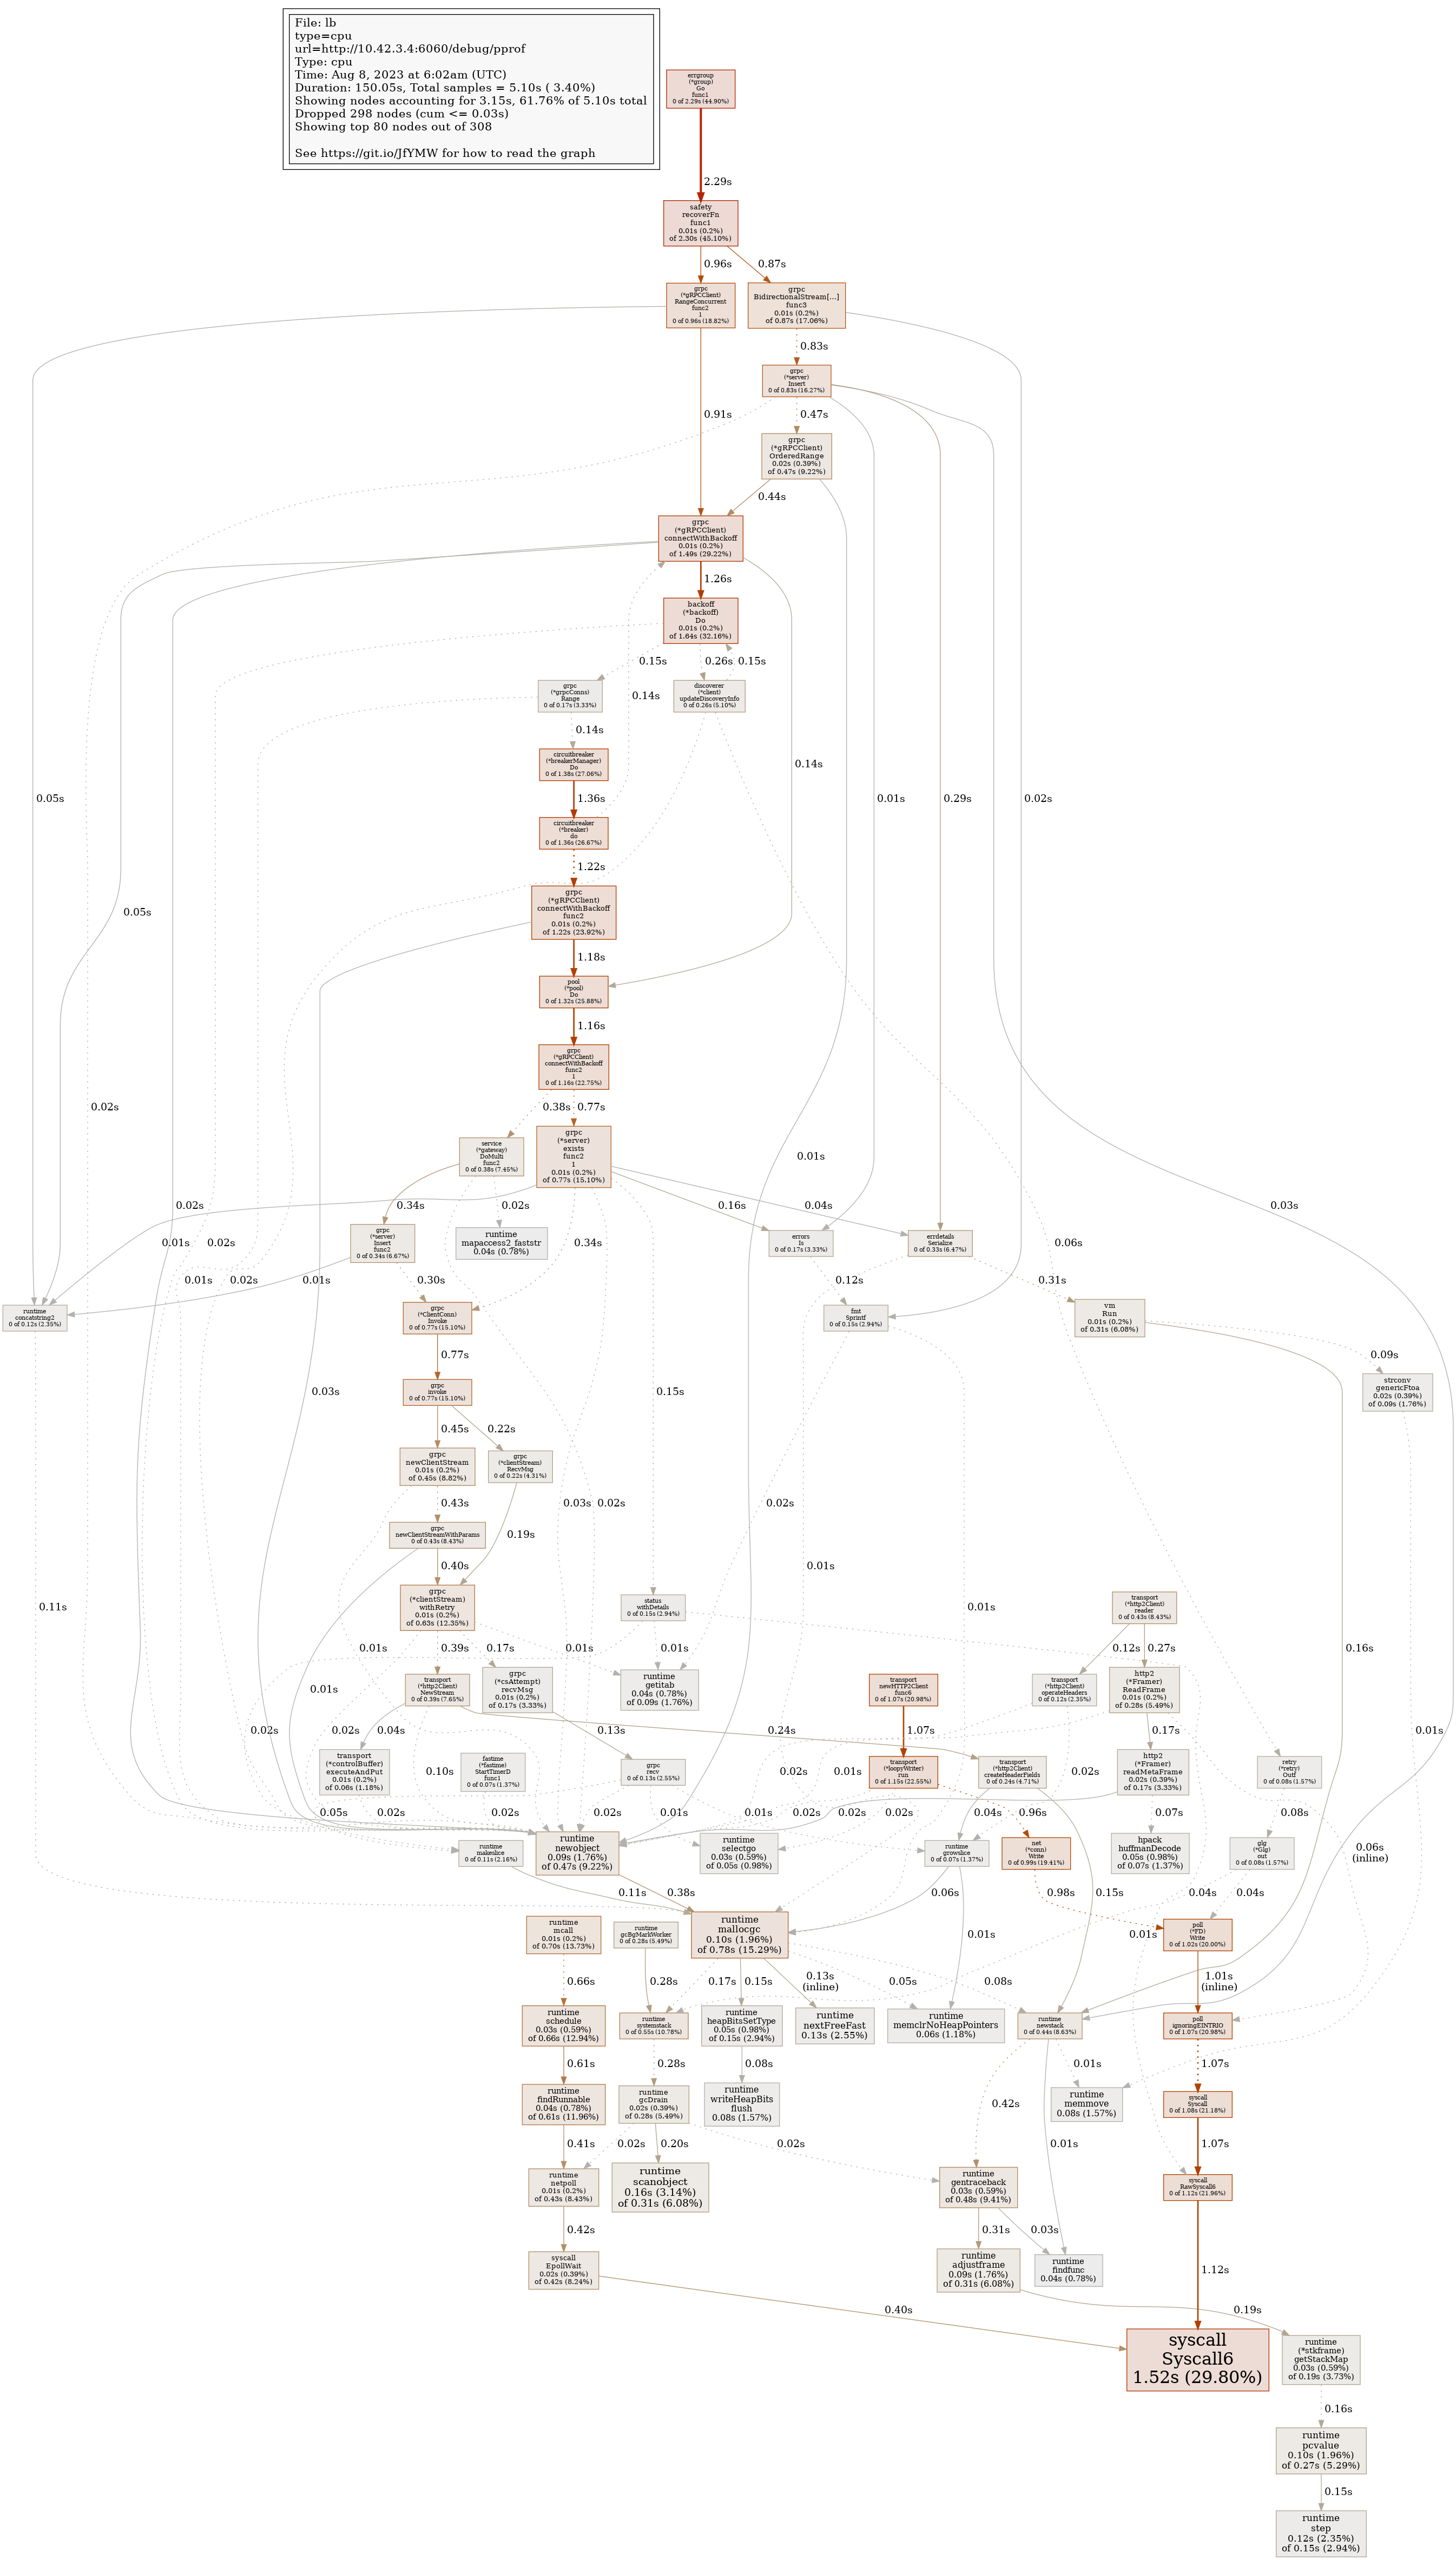 File: lb
type=cpu
url=http://10.42.3.4:6060/debug/pprof
Type: cpu
Time: Aug 8, 2023 at 6:02am (UTC)
Duration: 150.05s, Total samples = 5.10s ( 3.40%)
Showing nodes accounting for 3.15s, 61.76% of 5.10s total
Dropped 298 nodes (cum <= 0.03s)
Showing top 80 nodes out of 308
See https://git.io/JfYMW for how to read the graph
errgroup
(*group)
Go
func1
0 of 2.29s (44.90%)
2.29s
safety
recoverFn
func1
0.01s (0.2%)
of 2.30s (45.10%)
0.96s
0.87s
grpc
(*gRPCClient)
RangeConcurrent
func2
1
0 of 0.96s (18.82%)
grpc
BidirectionalStream[...]
func3
0.01s (0.2%)
of 0.87s (17.06%)
0.83s
grpc
(*server)
Insert
0 of 0.83s (16.27%)
0.91s
0.47s
grpc
(*gRPCClient)
OrderedRange
0.02s (0.39%)
of 0.47s (9.22%)
0.44s
grpc
(*gRPCClient)
connectWithBackoff
0.01s (0.2%)
of 1.49s (29.22%)
1.26s
backoff
(*backoff)
Do
0.01s (0.2%)
of 1.64s (32.16%)
0.15s
0.26s
0.15s
grpc
(*grpcConns)
Range
0 of 0.17s (3.33%)
discoverer
(*client)
updateDiscoveryInfo
0 of 0.26s (5.10%)
0.14s
0.14s
circuitbreaker
(*breakerManager)
Do
0 of 1.38s (27.06%)
0.14s
0.05s
1.36s
0.01s
0.29s
0.02s
circuitbreaker
(*breaker)
do
0 of 1.36s (26.67%)
1.22s
grpc
(*gRPCClient)
connectWithBackoff
func2
0.01s (0.2%)
of 1.22s (23.92%)
0.05s
1.18s
pool
(*pool)
Do
0 of 1.32s (25.88%)
1.16s
grpc
(*gRPCClient)
connectWithBackoff
func2
1
0 of 1.16s (22.75%)
0.02s
0.38s
0.77s
service
(*gateway)
DoMulti
func2
0 of 0.38s (7.45%)
grpc
(*server)
exists
func2
1
0.01s (0.2%)
of 0.77s (15.10%)
0.01s
0.02s
0.34s
0.02s
0.16s
0.04s
0.03s
grpc
(*server)
Insert
func2
0 of 0.34s (6.67%)
runtime
mapaccess2_faststr
0.04s (0.78%)
errors
Is
0 of 0.17s (3.33%)
errdetails
Serialize
0 of 0.33s (6.47%)
0.01s
0.02s
0.34s
0.06s
0.01s
0.02s
0.01s
0.30s
0.12s
0.31s
runtime
concatstring2
0 of 0.12s (2.35%)
grpc
(*ClientConn)
Invoke
0 of 0.77s (15.10%)
fmt
Sprintf
0 of 0.15s (2.94%)
vm
Run
0.01s (0.2%)
of 0.31s (6.08%)
0.77s
0.09s
grpc
invoke
0 of 0.77s (15.10%)
0.03s
0.15s
strconv
genericFtoa
0.02s (0.39%)
of 0.09s (1.76%)
0.45s
0.22s
grpc
newClientStream
0.01s (0.2%)
of 0.45s (8.82%)
grpc
(*clientStream)
RecvMsg
0 of 0.22s (4.31%)
0.43s
0.03s
0.02s
0.02s
grpc
newClientStreamWithParams
0 of 0.43s (8.43%)
0.19s
0.40s
0.01s
grpc
(*clientStream)
withRetry
0.01s (0.2%)
of 0.63s (12.35%)
status
withDetails
0 of 0.15s (2.94%)
transport
(*http2Client)
reader
0 of 0.43s (8.43%)
0.11s
0.01s
0.01s
0.39s
0.17s
0.01s
0.01s
0.12s
0.27s
0.16s
0.01s
transport
(*http2Client)
NewStream
0 of 0.39s (7.65%)
grpc
(*csAttempt)
recvMsg
0.01s (0.2%)
of 0.17s (3.33%)
runtime
getitab
0.04s (0.78%)
of 0.09s (1.76%)
transport
newHTTP2Client
func6
0 of 1.07s (20.98%)
transport
(*http2Client)
operateHeaders
0 of 0.12s (2.35%)
http2
(*Framer)
ReadFrame
0.01s (0.2%)
of 0.28s (5.49%)
0.02s
0.02s
0.04s
0.13s
1.07s
0.24s
0.17s
0.01s
transport
(*controlBuffer)
executeAndPut
0.01s (0.2%)
of 0.06s (1.18%)
0.10s
fastime
(*fastime)
StartTimerD
func1
0 of 0.07s (1.37%)
grpc
recv
0 of 0.13s (2.55%)
0.02s
0.01s
transport
(*loopyWriter)
run
0 of 1.15s (22.55%)
transport
(*http2Client)
createHeaderFields
0 of 0.24s (4.71%)
0.02s
http2
(*Framer)
readMetaFrame
0.02s (0.39%)
of 0.17s (3.33%)
retry
(*retry)
Outf
0 of 0.08s (1.57%)
0.05s
0.02s
0.02s
0.02s
0.01s
0.01s
0.02s
0.02s
0.02s
0.04s
0.96s
0.07s
0.08s
runtime
makeslice
0 of 0.11s (2.16%)
runtime
newobject
0.09s (1.76%)
of 0.47s (9.22%)
runtime
selectgo
0.03s (0.59%)
of 0.05s (0.98%)
runtime
growslice
0 of 0.07s (1.37%)
net
(*conn)
Write
0 of 0.99s (19.41%)
hpack
huffmanDecode
0.05s (0.98%)
of 0.07s (1.37%)
glg
(*Glg)
out
0 of 0.08s (1.57%)
0.06s
(inline)
0.11s
0.38s
0.06s
0.98s
0.15s
0.04s
0.04s
runtime
mcall
0.01s (0.2%)
of 0.70s (13.73%)
runtime
gcBgMarkWorker
0 of 0.28s (5.49%)
runtime
mallocgc
0.10s (1.96%)
of 0.78s (15.29%)
0.01s
0.01s
poll
(*FD)
Write
0 of 1.02s (20.00%)
0.66s
0.28s
0.17s
0.15s
0.13s
(inline)
0.05s
0.08s
1.01s
(inline)
runtime
schedule
0.03s (0.59%)
of 0.66s (12.94%)
runtime
systemstack
0 of 0.55s (10.78%)
runtime
heapBitsSetType
0.05s (0.98%)
of 0.15s (2.94%)
runtime
nextFreeFast
0.13s (2.55%)
runtime
memclrNoHeapPointers
0.06s (1.18%)
runtime
newstack
0 of 0.44s (8.63%)
poll
ignoringEINTRIO
0 of 1.07s (20.98%)
0.61s
0.28s
0.08s
0.01s
1.07s
runtime
findRunnable
0.04s (0.78%)
of 0.61s (11.96%)
runtime
gcDrain
0.02s (0.39%)
of 0.28s (5.49%)
runtime
writeHeapBits
flush
0.08s (1.57%)
0.42s
runtime
memmove
0.08s (1.57%)
syscall
Syscall
0 of 1.08s (21.18%)
0.41s
0.02s
0.20s
0.02s
0.01s
1.07s
runtime
netpoll
0.01s (0.2%)
of 0.43s (8.43%)
runtime
scanobject
0.16s (3.14%)
of 0.31s (6.08%)
runtime
gentraceback
0.03s (0.59%)
of 0.48s (9.41%)
syscall
RawSyscall6
0 of 1.12s (21.96%)
0.42s
0.31s
0.03s
syscall
EpollWait
0.02s (0.39%)
of 0.42s (8.24%)
runtime
adjustframe
0.09s (1.76%)
of 0.31s (6.08%)
runtime
findfunc
0.04s (0.78%)
1.12s
0.40s
0.19s
syscall
Syscall6
1.52s (29.80%)
runtime
(*stkframe)
getStackMap
0.03s (0.59%)
of 0.19s (3.73%)
0.16s
runtime
pcvalue
0.10s (1.96%)
of 0.27s (5.29%)
0.15s
runtime
step
0.12s (2.35%)
of 0.15s (2.94%)